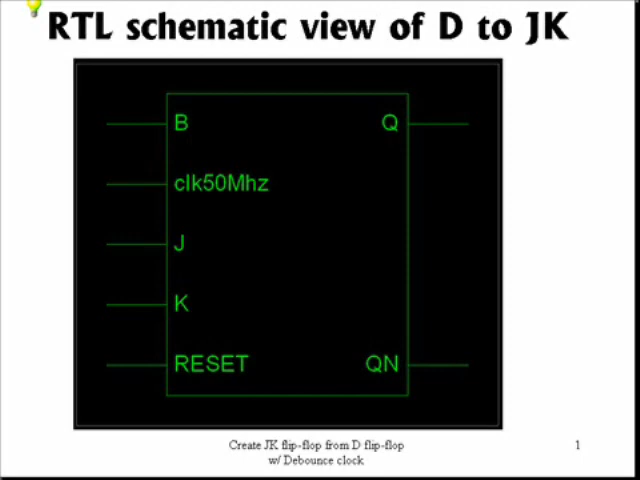 RTL schematic view of D to JK
B
Q
clk50Mhz
J
K
RESET
QN
Create JK flip-flop from D flip-flop
w/ Debounce clock
1